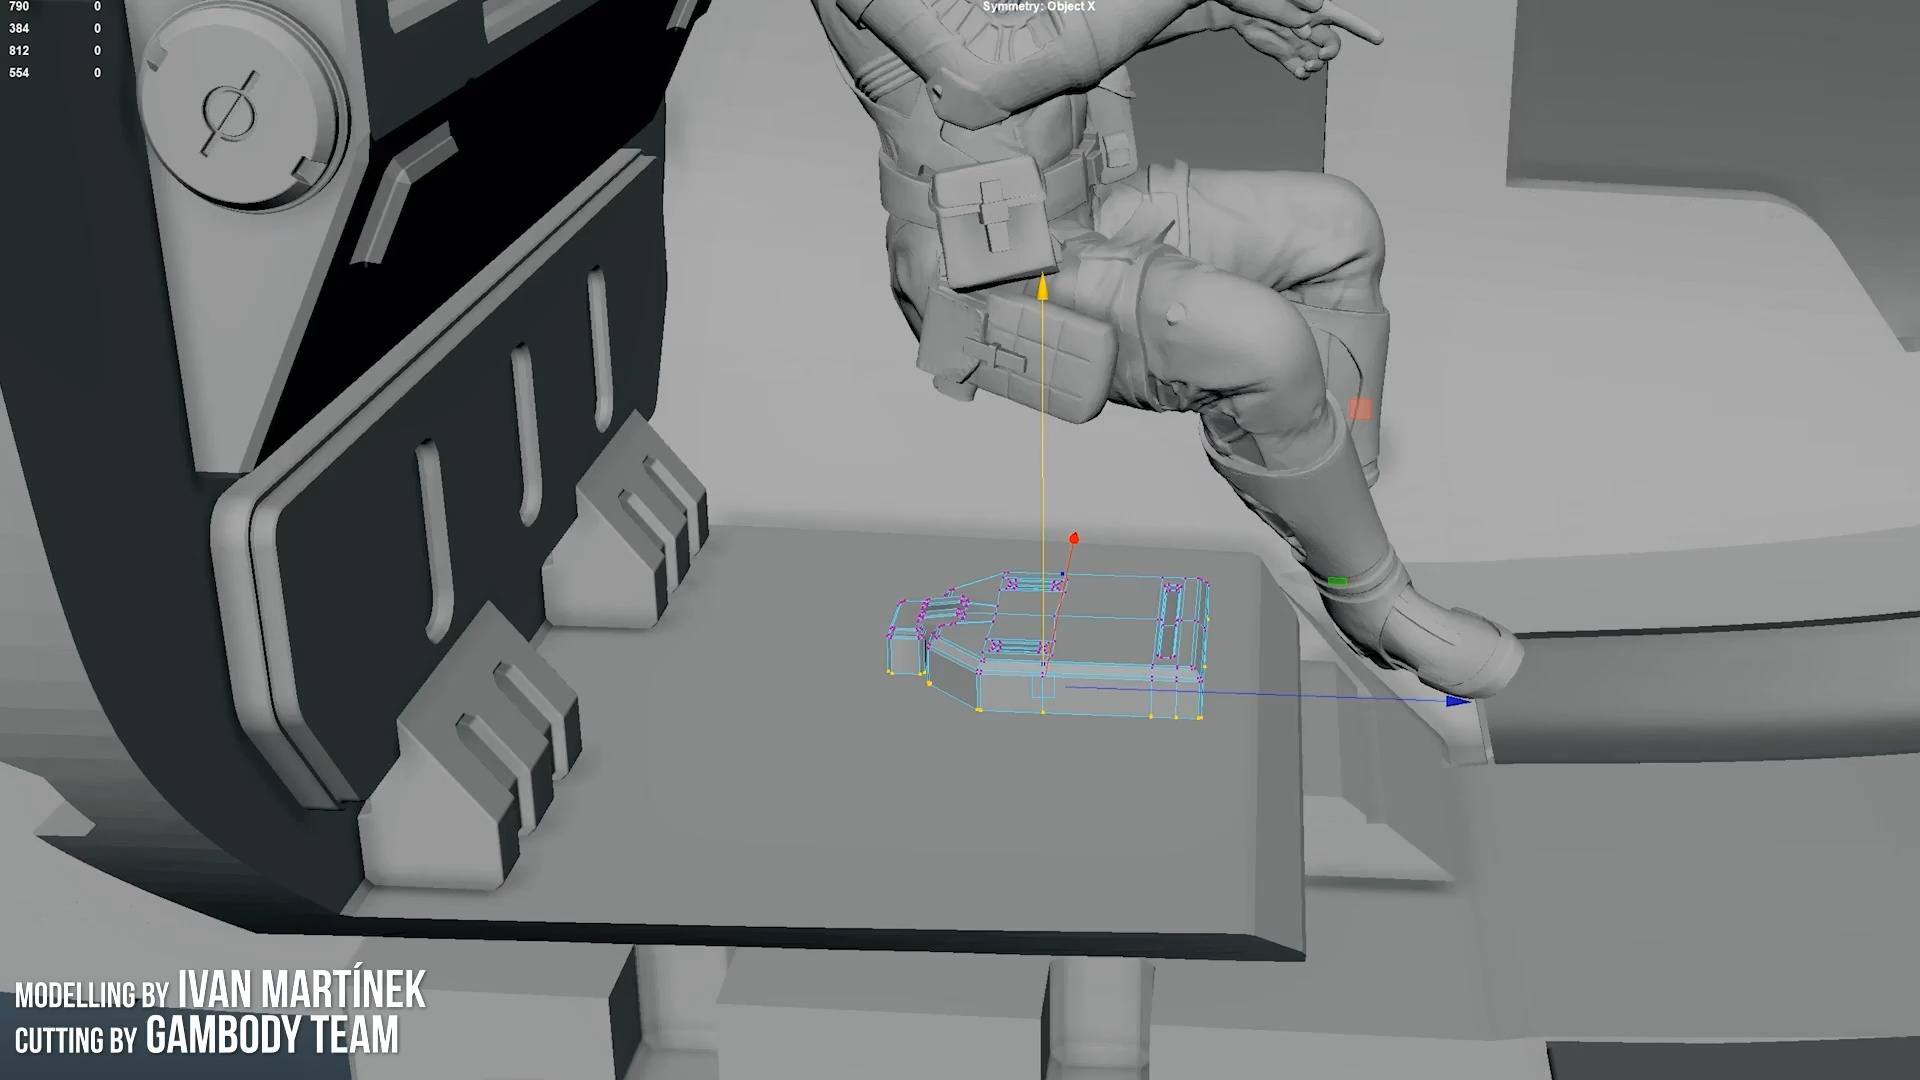 790 0
Symmetry: Object X
384 0
812 0
554 0
MODELLING BY IVAN MARTÍNEK
CUTTING BY GAMBODY TEAM